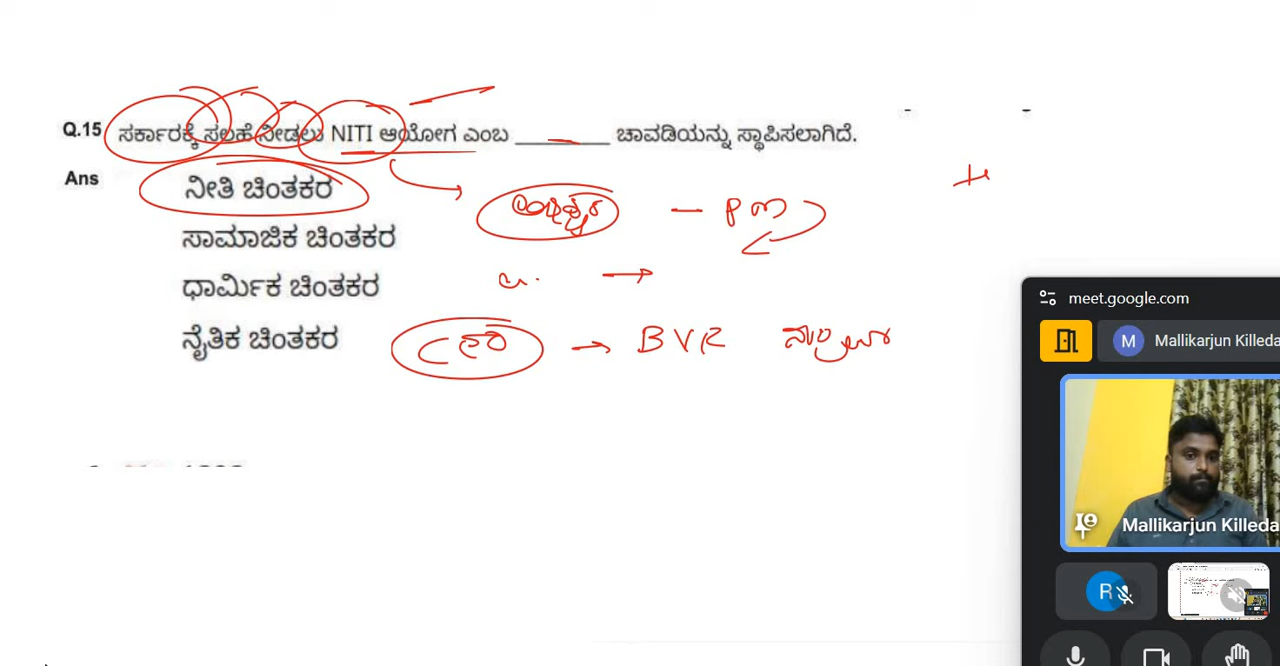 Q.15 ಸರ್ಕಾರಕ್ಕೆ ಸಲಹೆ ನೀಡಲು NITI ಆಯೋಗ ಎಂಬ ________ ಚಾವಡಿಯನ್ನು ಸ್ಥಾಪಿಸಲಾಗಿದೆ.
Ans ನೀತಿ ಚಿಂತಕರ
ಸಾಮಾಜಿಕ ಚಿಂತಕರ
ಧಾರ್ಮಿಕ ಚಿಂತಕರ
ನೈತಿಕ ಚಿಂತಕರ
– PM
BVR
meet.google.com
M Mallikarjun Killeda
Mallikarjun Killeda
R